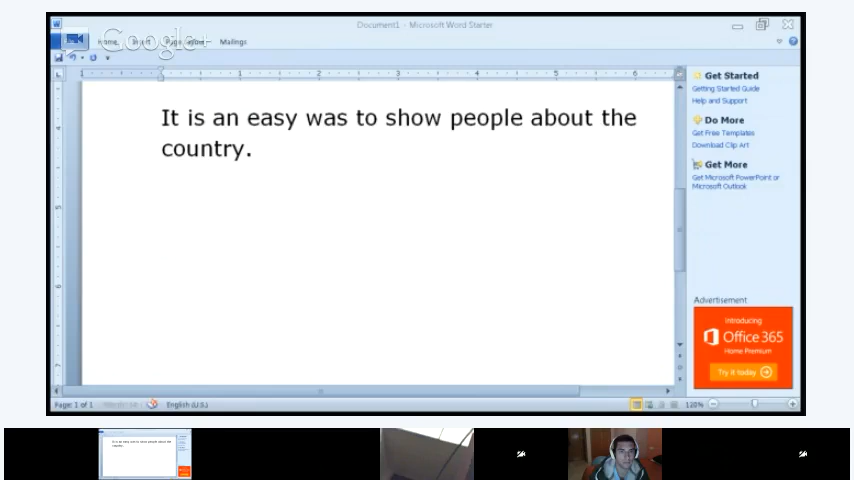 Document1 - Microsoft Word Starter
Google+
Home
Insert
Page Layout
Mailings
It is an easy was to show people about the
country.
Get Started
Getting Started Guide
Help and Support
Do More
Get Free Templates
Download Clip Art
Get More
Get Microsoft PowerPoint or
Microsoft Outlook
Advertisement
Introducing
Office 365
Home Premium
Try it today
Page: 1 of 1
English (U.S.)
120%